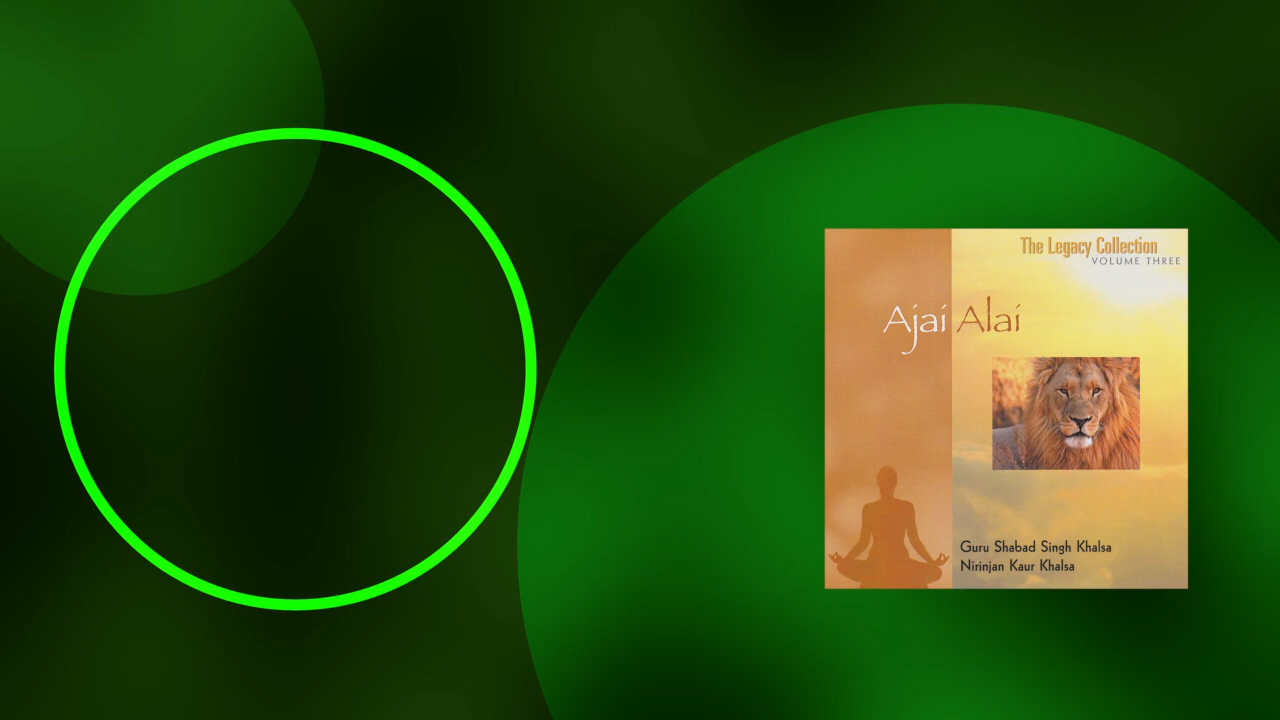 The Legacy Collection
VOLUME THREE
Ajai Alai
Guru Shabad Singh Khalsa
Nirinjan Kaur Khalsa